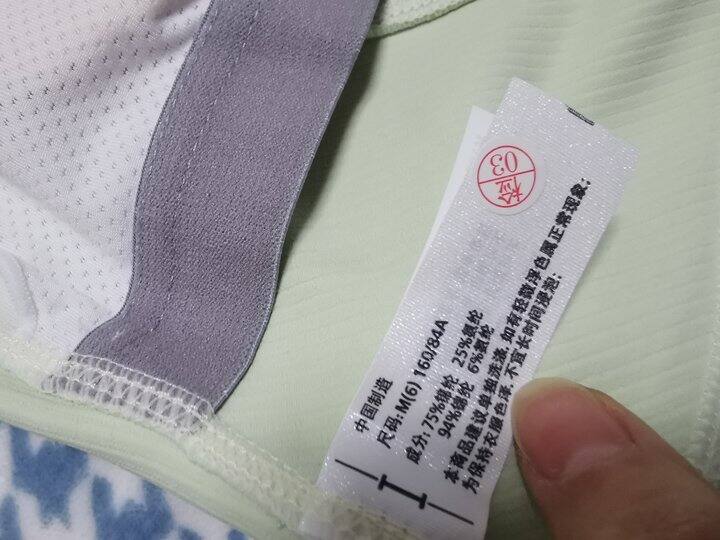 检
03
中国制造
尺码: M(6) 160/84A
成分: 75%锦纶 25%氨纶
94%锦纶 6%氨纶
本商品建议单独洗涤, 如有轻微浮色属正常现象;
为保持衣服色泽, 不宜长时间浸泡;